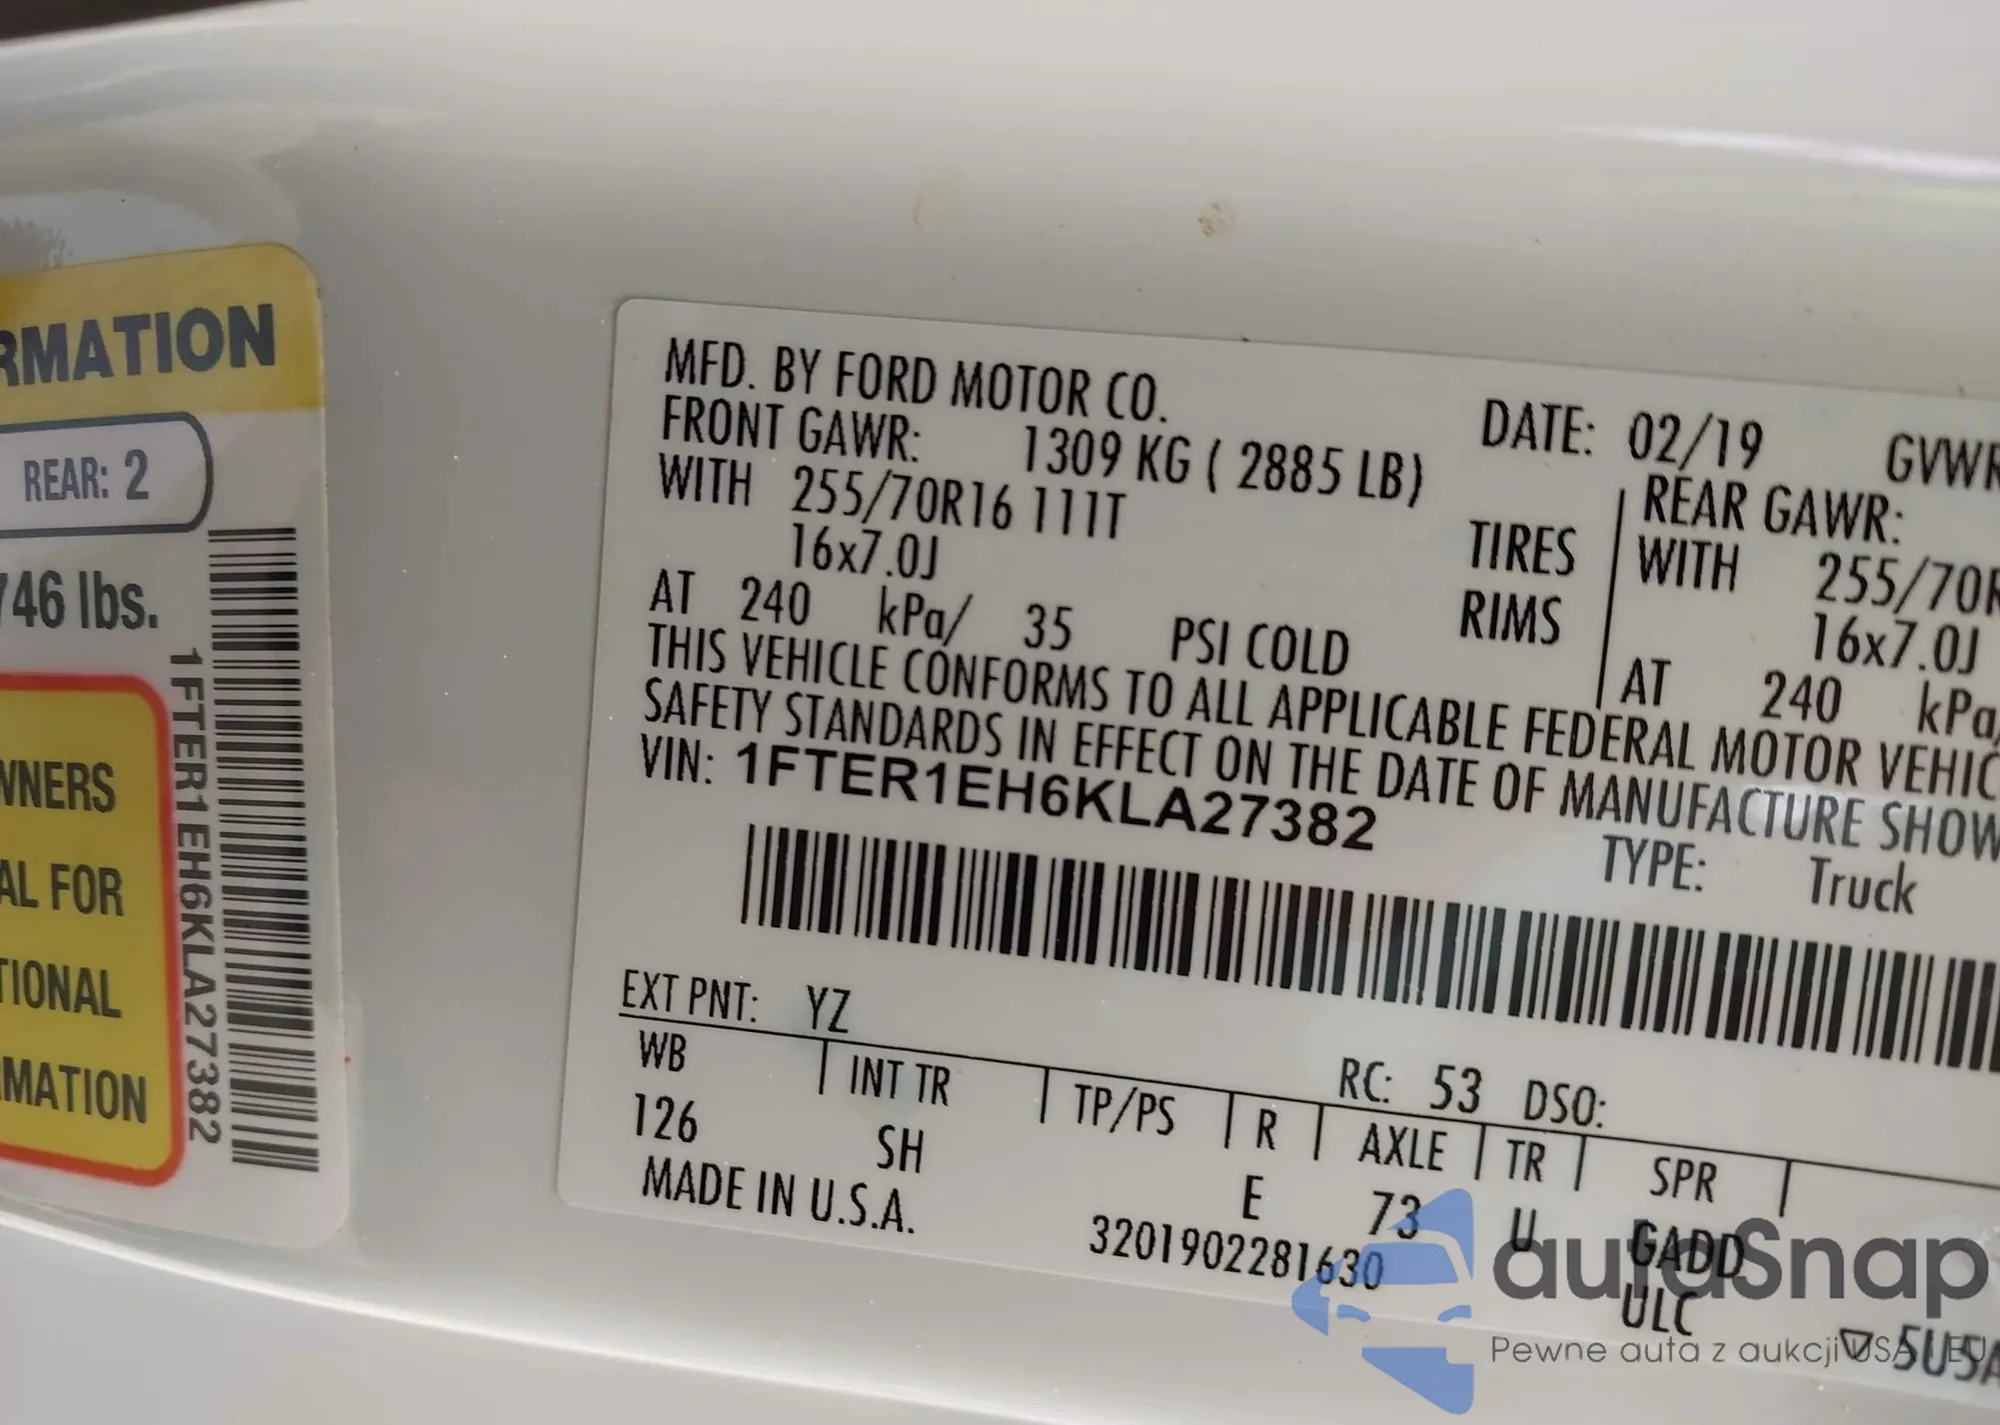 RMATION
REAR: 2
746 lbs.
WNERS
AL FOR
TIONAL
MATION
1FTER1EH6KLA27382
MFD. BY FORD MOTOR CO. DATE: 02/19 GVWR
FRONT GAWR: 1309 KG ( 2885 LB) REAR GAWR:
WITH 255/70R16 111T TIRES WITH 255/70R
16x7.0J RIMS 16x7.0J
AT 240 kPa/ 35 PSI COLD AT 240 kPa/
THIS VEHICLE CONFORMS TO ALL APPLICABLE FEDERAL MOTOR VEHIC
SAFETY STANDARDS IN EFFECT ON THE DATE OF MANUFACTURE SHOW
VIN: 1FTER1EH6KLA27382
TYPE: Truck
EXT PNT: YZ RC: 53 DSO:
WB INT TR TP/PS R AXLE TR SPR
126 SH E 73 U GADD
MADE IN U.S.A. 3201902281630 ULC
5U5A
autoSnap
Pewne auta z aukcji USA i EU